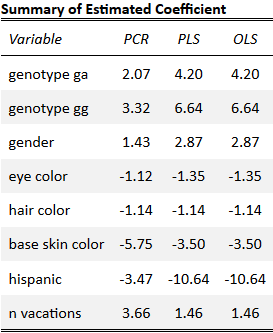 Summary of Estimated Coefficient
Variable PCR PLS OLS
genotype ga 2.07 4.20 4.20
genotype gg 3.32 6.64 6.64
gender 1.43 2.87 2.87
eye color -1.12 -1.35 -1.35
hair color -1.14 -1.14 -1.14
base skin color -5.75 -3.50 -3.50
hispanic -3.47 -10.64 -10.64
n vacations 3.66 1.46 1.46